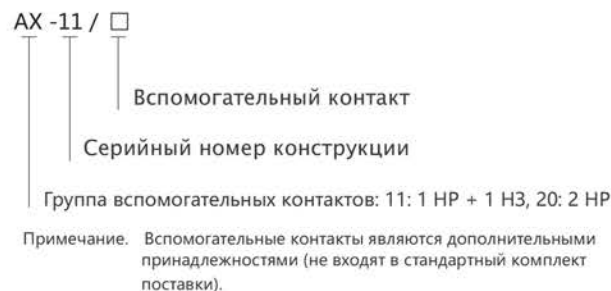 AX -11 / □
Вспомогательный контакт
Серийный номер конструкции
Группа вспомогательных контактов: 11: 1 НР + 1 НЗ, 20: 2 НР
Примечание. Вспомогательные контакты являются дополнительными
принадлежностями (не входят в стандартный комплект
поставки).